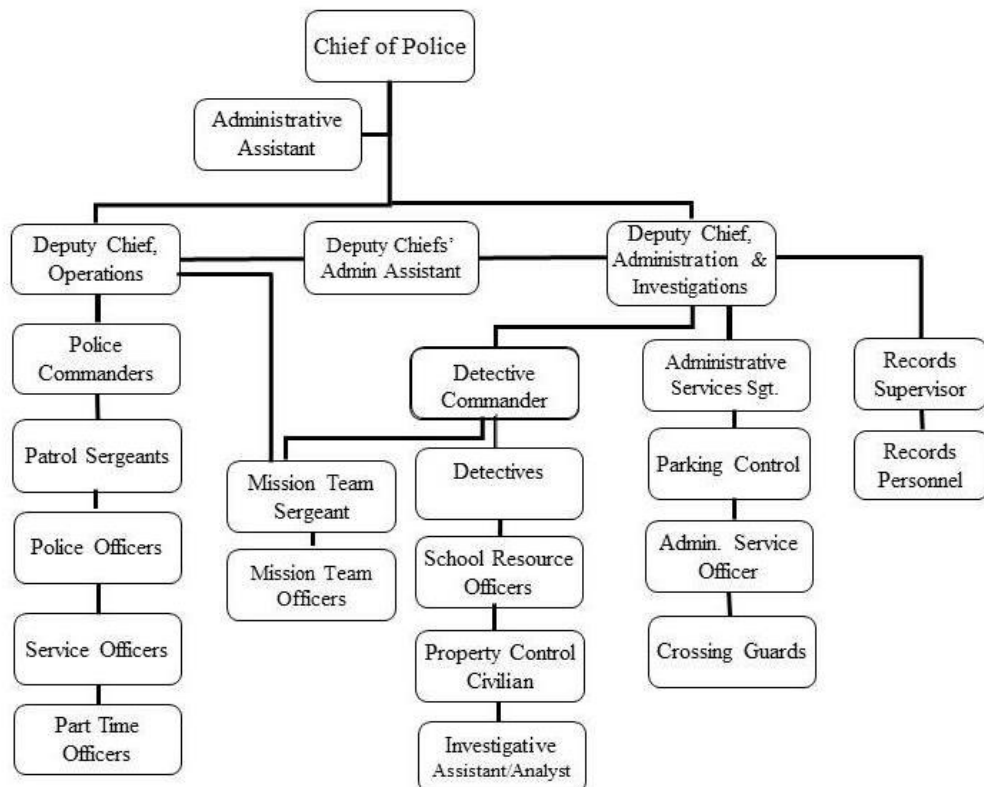 Chief of Police
Administrative
Assistant
Deputy Chief,
Operations
Deputy Chiefs’
Admin Assistant
Deputy Chief,
Administration &
Investigations
Police
Commanders
Detective
Commander
Administrative
Services Sgt.
Records
Supervisor
Patrol Sergeants
Mission Team
Sergeant
Detectives
Parking Control
Records
Personnel
Police Officers
Mission Team
Officers
School Resource
Officers
Admin. Service
Officer
Service Officers
Property Control
Civilian
Crossing Guards
Part Time
Officers
Investigative
Assistant/Analyst